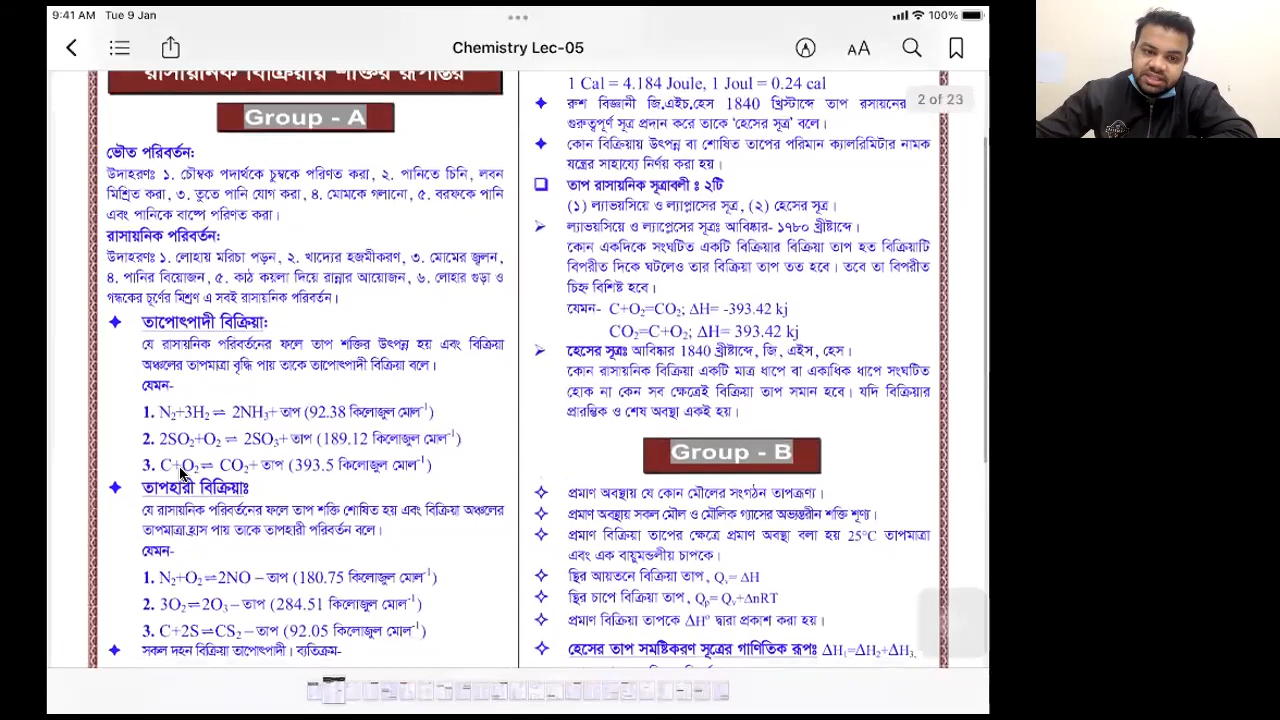 9:41 AM Tue 9 Jan
100%
Chemistry Lec-05
AA
2 of 23
রাসায়নিক বিক্রিয়ায় শক্তির রূপান্তর
Group - A
ভৌত পরিবর্তন:
উদাহরণঃ ১. চৌম্বক পদার্থকে চুম্বকে পরিণত করা, ২. পানিতে চিনি, লবন
মিশ্রিত করা, ৩. তুতে পানি যোগ করা, ৪. মোমকে গলানো, ৫. বরফকে পানি
এবং পানিকে বাষ্পে পরিণত করা।
রাসায়নিক পরিবর্তন:
উদাহরণঃ ১. লোহায় মরিচা পড়ন, ২. খাদ্যের হজমীকরণ, ৩. মোমের জ্বলন,
৪. পানির বিয়োজন, ৫. কাঠ কয়লা দিয়ে রান্নার আয়োজন, ৬. লোহার গুড়া ও
গন্ধকের চূর্ণের মিশ্রণ এ সবই রাসায়নিক পরিবর্তন।
তাপোৎপাদী বিক্রিয়া:
যে রাসায়নিক পরিবর্তনের ফলে তাপ শক্তির উৎপন্ন হয় এবং বিক্রিয়া
অঞ্চলের তাপমাত্রা বৃদ্ধি পায় তাকে তাপোৎপাদী বিক্রিয়া বলে।
যেমন-
1. N₂+3H₂ ⇌ 2NH₃+ তাপ (92.38 কিলোজুল মোল⁻¹)
2. 2SO₂+O₂ ⇌ 2SO₃+ তাপ (189.12 কিলোজুল মোল⁻¹)
3. C+O₂⇌ CO₂+ তাপ (393.5 কিলোজুল মোল⁻¹)
তাপহারী বিক্রিয়াঃ
যে রাসায়নিক পরিবর্তনের ফলে তাপ শক্তি শোষিত হয় এবং বিক্রিয়া অঞ্চলের
তাপমাত্রা হ্রাস পায় তাকে তাপহারী পরিবর্তন বলে।
যেমন-
1. N₂+O₂⇌2NO – তাপ (180.75 কিলোজুল মোল⁻¹)
2. 3O₂⇌2O₃– তাপ (284.51 কিলোজুল মোল⁻¹)
3. C+2S⇌CS₂– তাপ (92.05 কিলোজুল মোল⁻¹)
সকল দহন বিক্রিয়া তাপোৎপাদী। ব্যতিক্রম-
1 Cal = 4.184 Joule, 1 Joul = 0.24 cal
রুশ বিজ্ঞানী জি.এইচ.হেস 1840 খ্রিস্টাব্দে তাপ রসায়নের
গুরুত্বপূর্ণ সূত্র প্রদান করে তাকে ‘হেসের সূত্র’ বলে।
কোন বিক্রিয়ায় উৎপন্ন বা শোষিত তাপের পরিমান ক্যালরিমিটার নামক
যন্ত্রের সাহায্যে নির্ণয় করা হয়।
তাপ রাসায়নিক সূত্রাবলী ঃ ২টি
(১) ল্যাভয়সিয়ে ও ল্যাপ্লাসের সূত্র, (২) হেসের সূত্র।
ল্যাভয়সিয়ে ও ল্যাপ্লেসের সূত্রঃ আবিষ্কার- ১৭৮০ খ্রীষ্টাব্দে।
কোন একদিকে সংঘটিত একটি বিক্রিয়ার বিক্রিয়া তাপ হত বিক্রিয়াটি
বিপরীত দিকে ঘটলেও তার বিক্রিয়া তাপ তত হবে। তবে তা বিপরীত
চিহ্ন বিশিষ্ট হবে।
যেমন- C+O₂=CO₂; ΔH= -393.42 kj
CO₂=C+O₂; ΔH= 393.42 kj
হেসের সূত্রঃ আবিষ্কার 1840 খ্রীষ্টাব্দে, জি, এইস, হেস।
কোন রাসায়নিক বিক্রিয়া একটি মাত্র ধাপে বা একাধিক ধাপে সংঘটিত
হোক না কেন সব ক্ষেত্রেই বিক্রিয়া তাপ সমান হবে। যদি বিক্রিয়ার
প্রারম্ভিক ও শেষ অবস্থা একই হয়।
Group - B
প্রমাণ অবস্থায় যে কোন মৌলের সংগঠন তাপত্রূণ্য।
প্রমাণ অবস্থায় সকল মৌল ও মৌলিক গ্যাসের অভ্যন্তরীন শক্তি শূণ্য।
প্রমাণ বিক্রিয়া তাপের ক্ষেত্রে প্রমাণ অবস্থা বলা হয় 25°C তাপমাত্রা
এবং এক বায়ুমন্ডলীয় চাপকে।
স্থির আয়তনে বিক্রিয়া তাপ, Qᵥ= ΔH
স্থির চাপে বিক্রিয়া তাপ, Qₚ= Qᵥ+ΔnRT
প্রমাণ বিক্রিয়া তাপকে ΔH° দ্বারা প্রকাশ করা হয়।
হেসের তাপ সমষ্টিকরণ সূত্রের গাণিতিক রূপঃ ΔH₁=ΔH₂+ΔH₃,